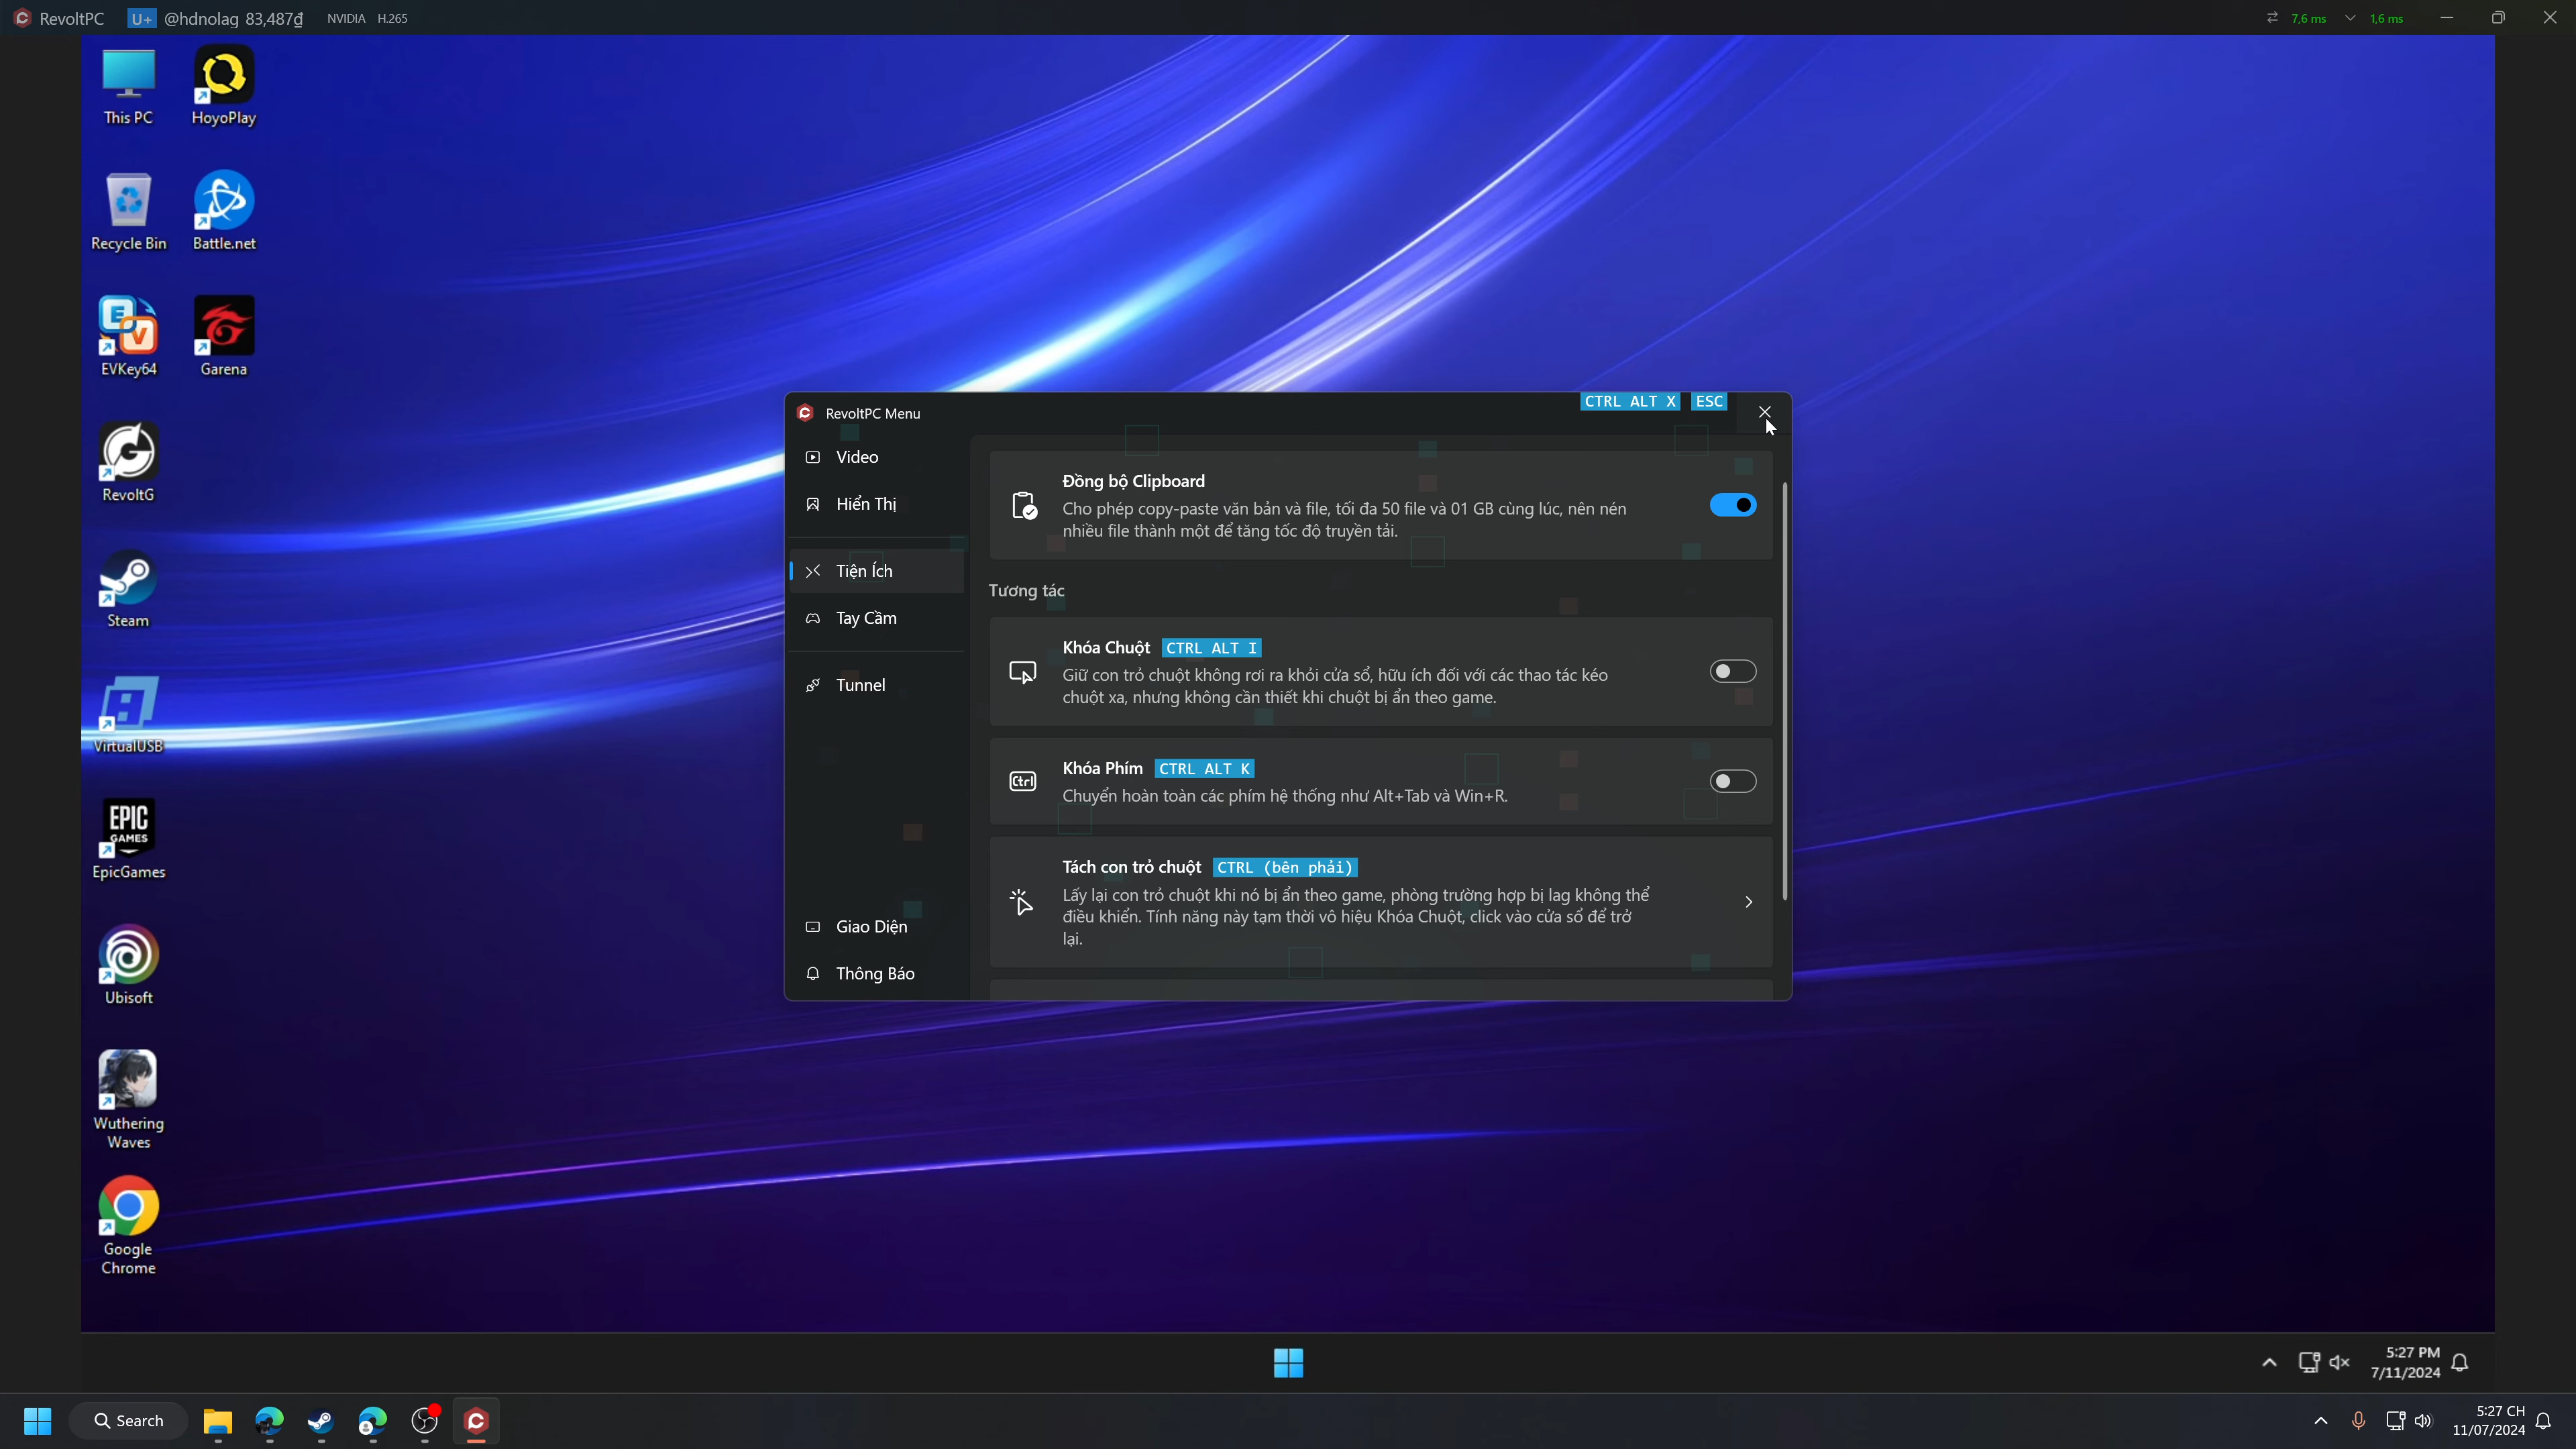 RevoltPC U+ @hdnolag 83,487₫ NVIDIA H.265 7,6 ms 1,6 ms
This PC
HoyoPlay
Recycle Bin
Battle.net
EVKey64
Garena
RevoltG
Steam
VirtualUSB
EPIC
GAMES
EpicGames
Ubisoft
Wuthering
Waves
Google
Chrome
RevoltPC Menu CTRL ALT X ESC
Video
Hiển Thị
Tiện Ích
Tay Cầm
Tunnel
Giao Diện
Thông Báo
Đồng bộ Clipboard
Cho phép copy-paste văn bản và file, tối đa 50 file và 01 GB cùng lúc, nên nén
nhiều file thành một để tăng tốc độ truyền tải.
Tương tác
Khóa Chuột CTRL ALT I
Giữ con trỏ chuột không rơi ra khỏi cửa sổ, hữu ích đối với các thao tác kéo
chuột xa, nhưng không cần thiết khi chuột bị ẩn theo game.
Ctrl
Khóa Phím CTRL ALT K
Chuyển hoàn toàn các phím hệ thống như Alt+Tab và Win+R.
Tách con trỏ chuột CTRL (bên phải)
Lấy lại con trỏ chuột khi nó bị ẩn theo game, phòng trường hợp bị lag không thể
điều khiển. Tính năng này tạm thời vô hiệu Khóa Chuột, click vào cửa sổ để trở
lại.
5:27 PM
7/11/2024
Search
5:27 CH
11/07/2024